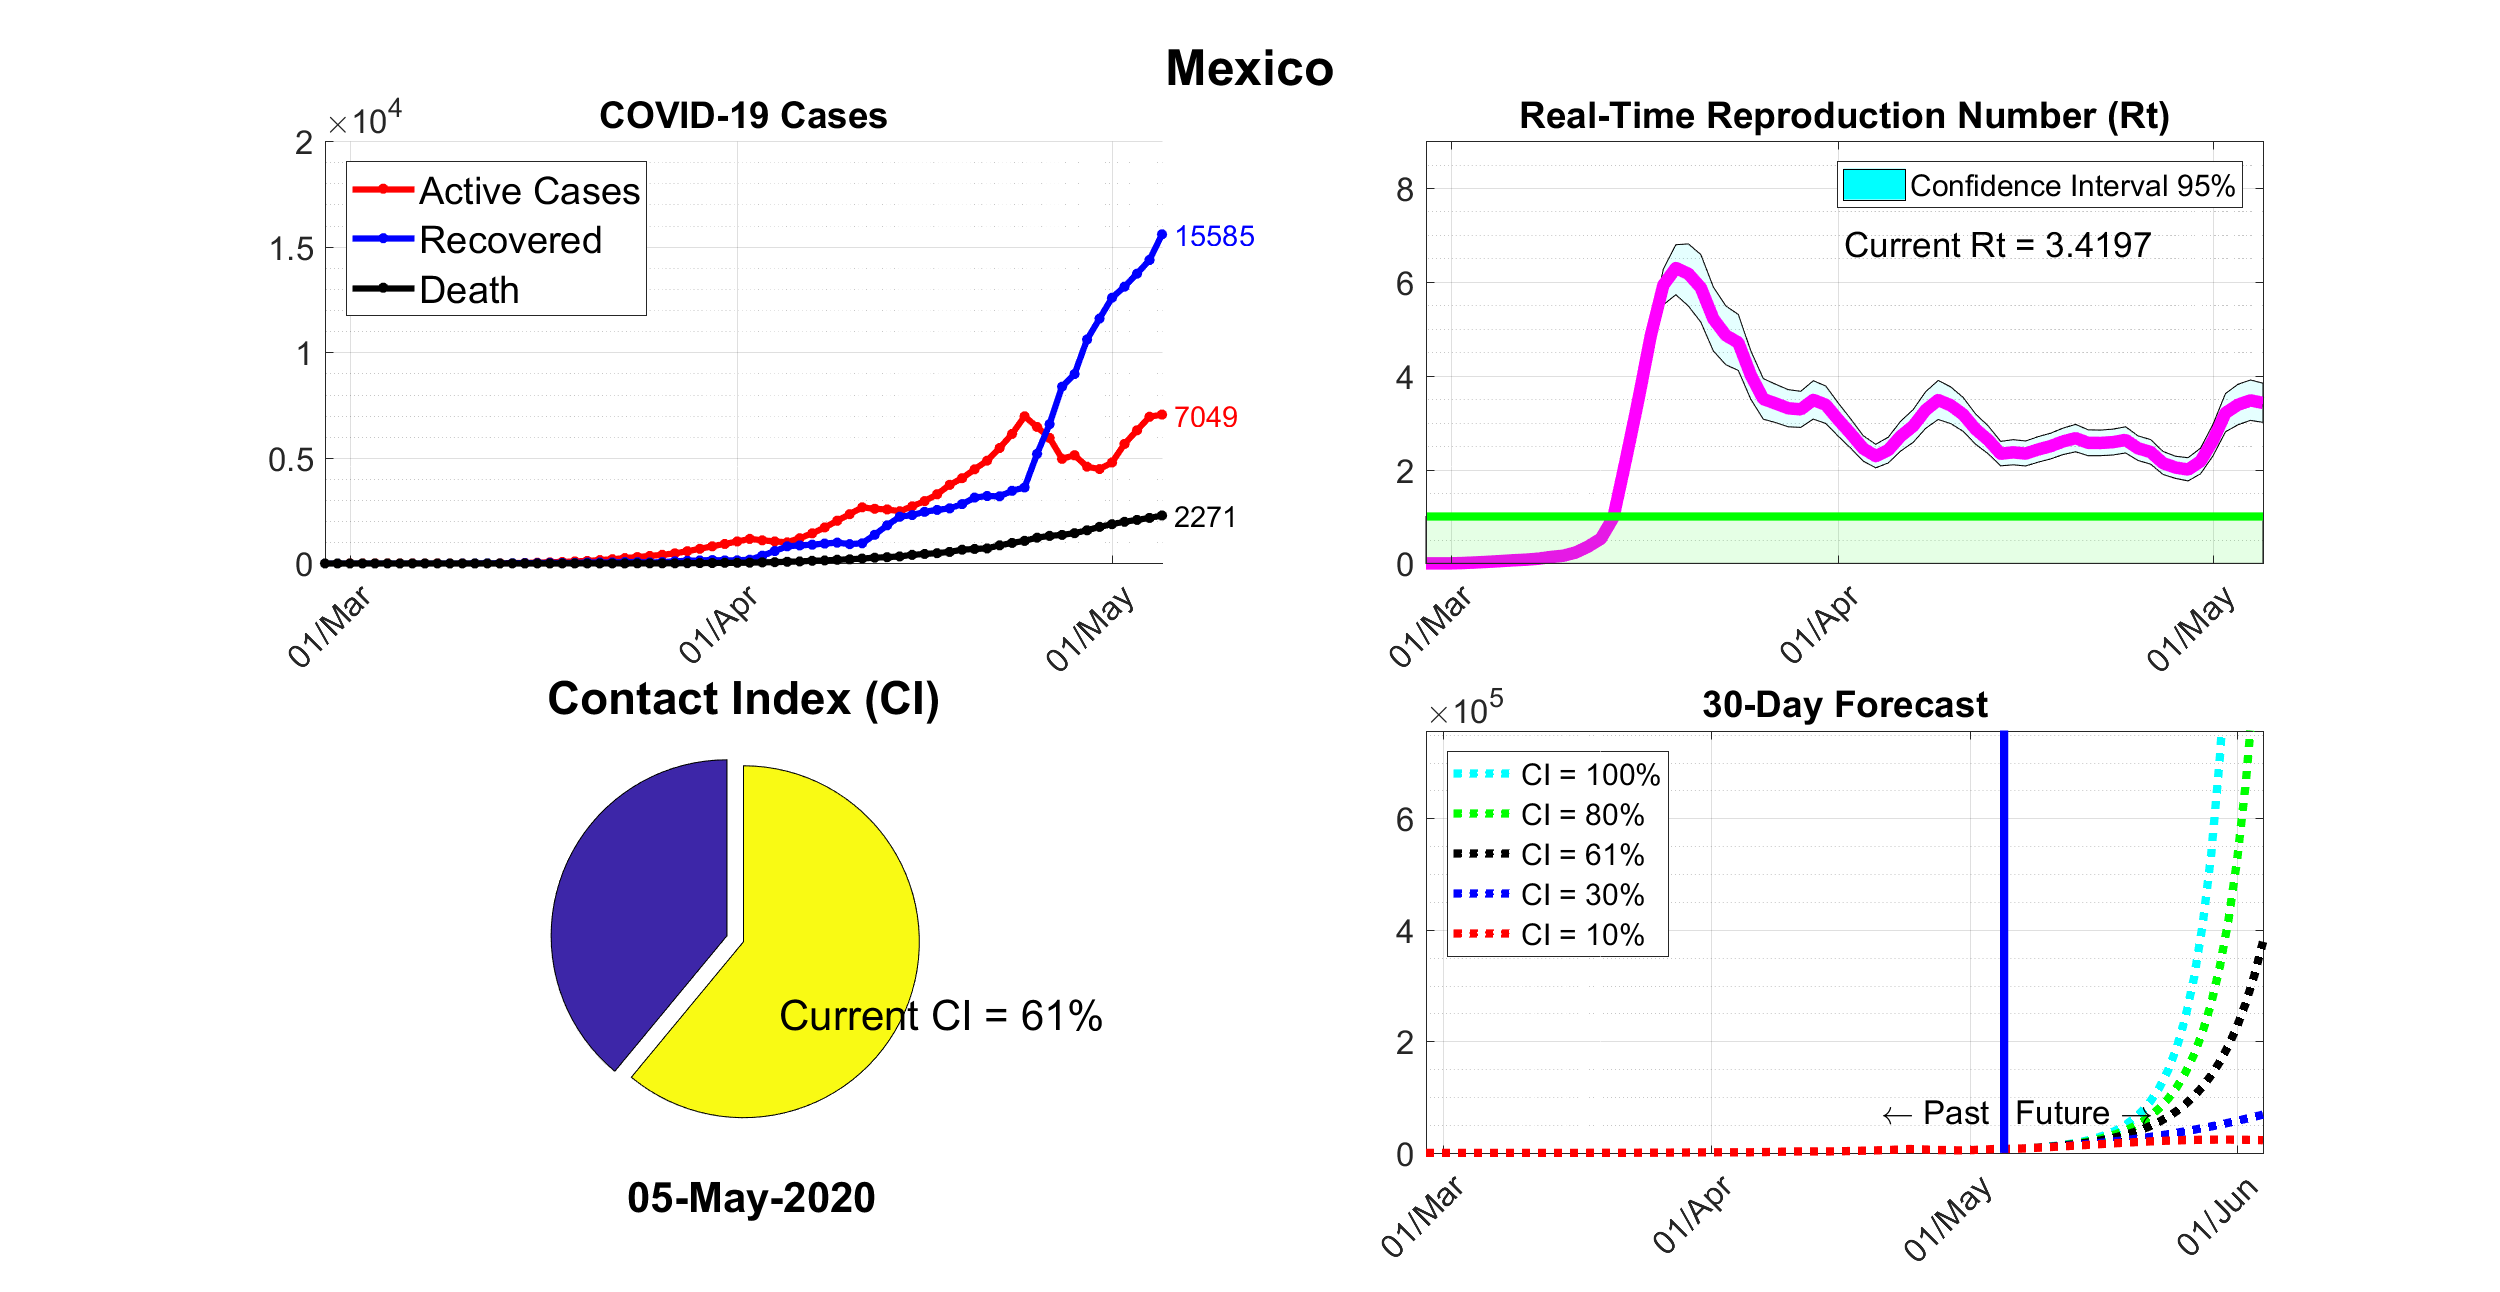 Mexico
COVID-19 Cases
×10⁴
2
1.5
1
0.5
0
Active Cases
Recovered
Death
15585
7049
2271
01/Mar
01/Apr
01/May
Real-Time Reproduction Number (Rt)
8
6
4
2
0
Confidence Interval 95%
Current Rt = 3.4197
01/Mar
01/Apr
01/May
Contact Index (CI)
Current CI = 61%
05-May-2020
30-Day Forecast
×10⁵
6
4
2
0
CI = 100%
CI = 80%
CI = 61%
CI = 30%
CI = 10%
← Past
Future →
01/Mar
01/Apr
01/May
01/Jun